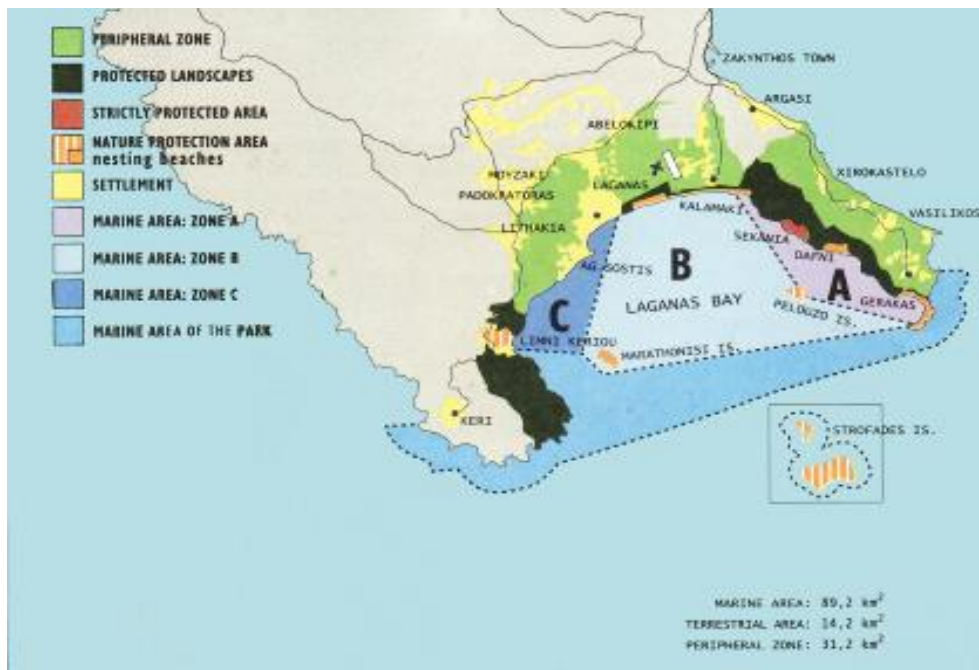 PERIPHERAL ZONE
PROTECTED LANDSCAPES
STRICTLY PROTECTED AREA
NATURE PROTECTION AREA
nesting beaches
SETTLEMENT
MARINE AREA: ZONE A
MARINE AREA: ZONE B
MARINE AREA: ZONE C
MARINE AREA OF THE PARK
ZAKYNTHOS TOWN
ARGASI
ABELOKIPI
XIROKASTELO
MOYZAKI
PADOKRATORAS
LAGANAS
KALAMAKI
VASILIKOS
LITHAKIA
SEKANIA
DAFNI
AG SOSTIS
B
A
LAGANAS BAY
PELOUZO IS.
GERAKAS
C
LIMNI KERIOU
MARATHONISI IS.
KERI
STROFADES IS.
MARINE AREA: 89,2 km²
TERRESTRIAL AREA: 14,2 km²
PERIPHERAL ZONE: 31,2 km²